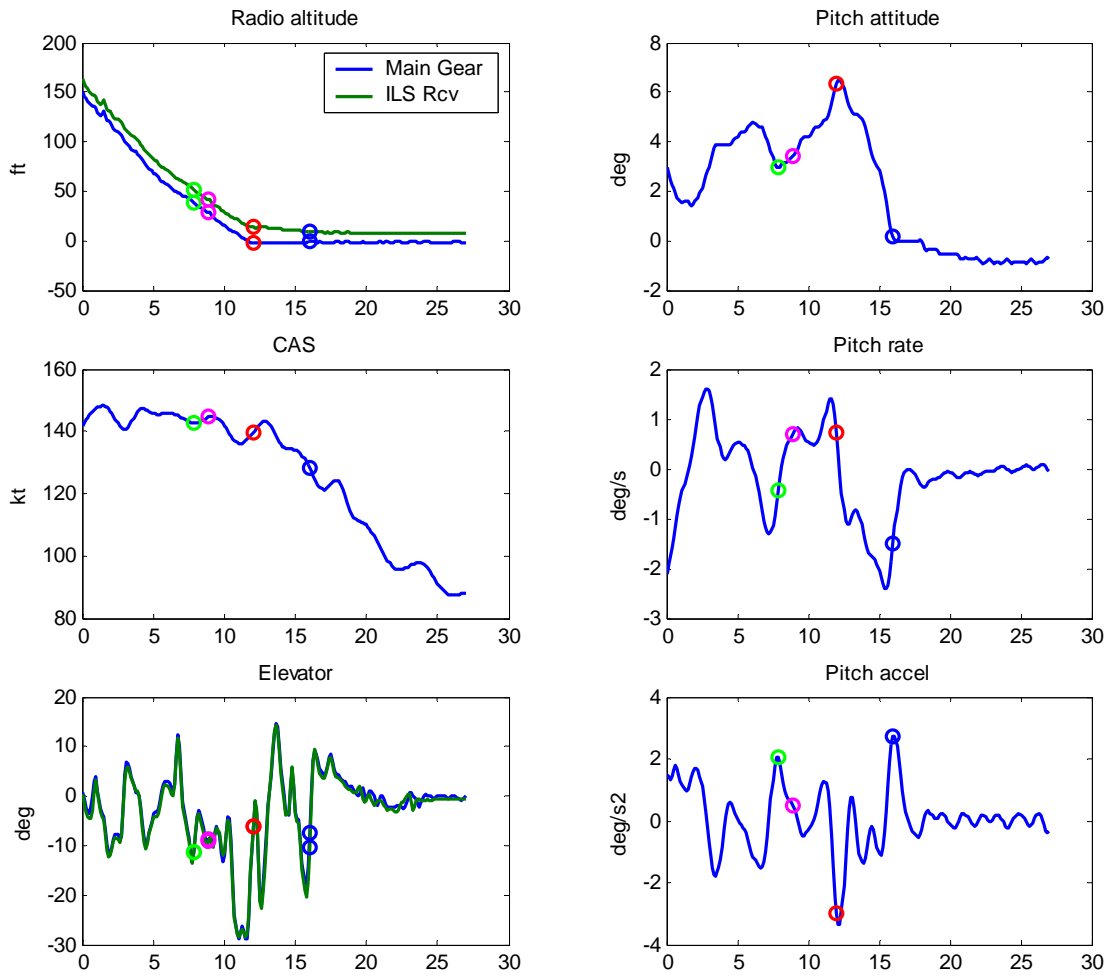 Radio altitude
200
150
100
50
0
-50
ft
Main Gear
ILS Rcv
0 5 10 15 20 25 30
Pitch attitude
8
6
4
2
0
-2
deg
0 5 10 15 20 25 30
CAS
160
140
120
100
80
kt
0 5 10 15 20 25 30
Pitch rate
2
1
0
-1
-2
-3
deg/s
0 5 10 15 20 25 30
Elevator
20
10
0
-10
-20
-30
deg
0 5 10 15 20 25 30
Pitch accel
4
2
0
-2
-4
deg/s2
0 5 10 15 20 25 30